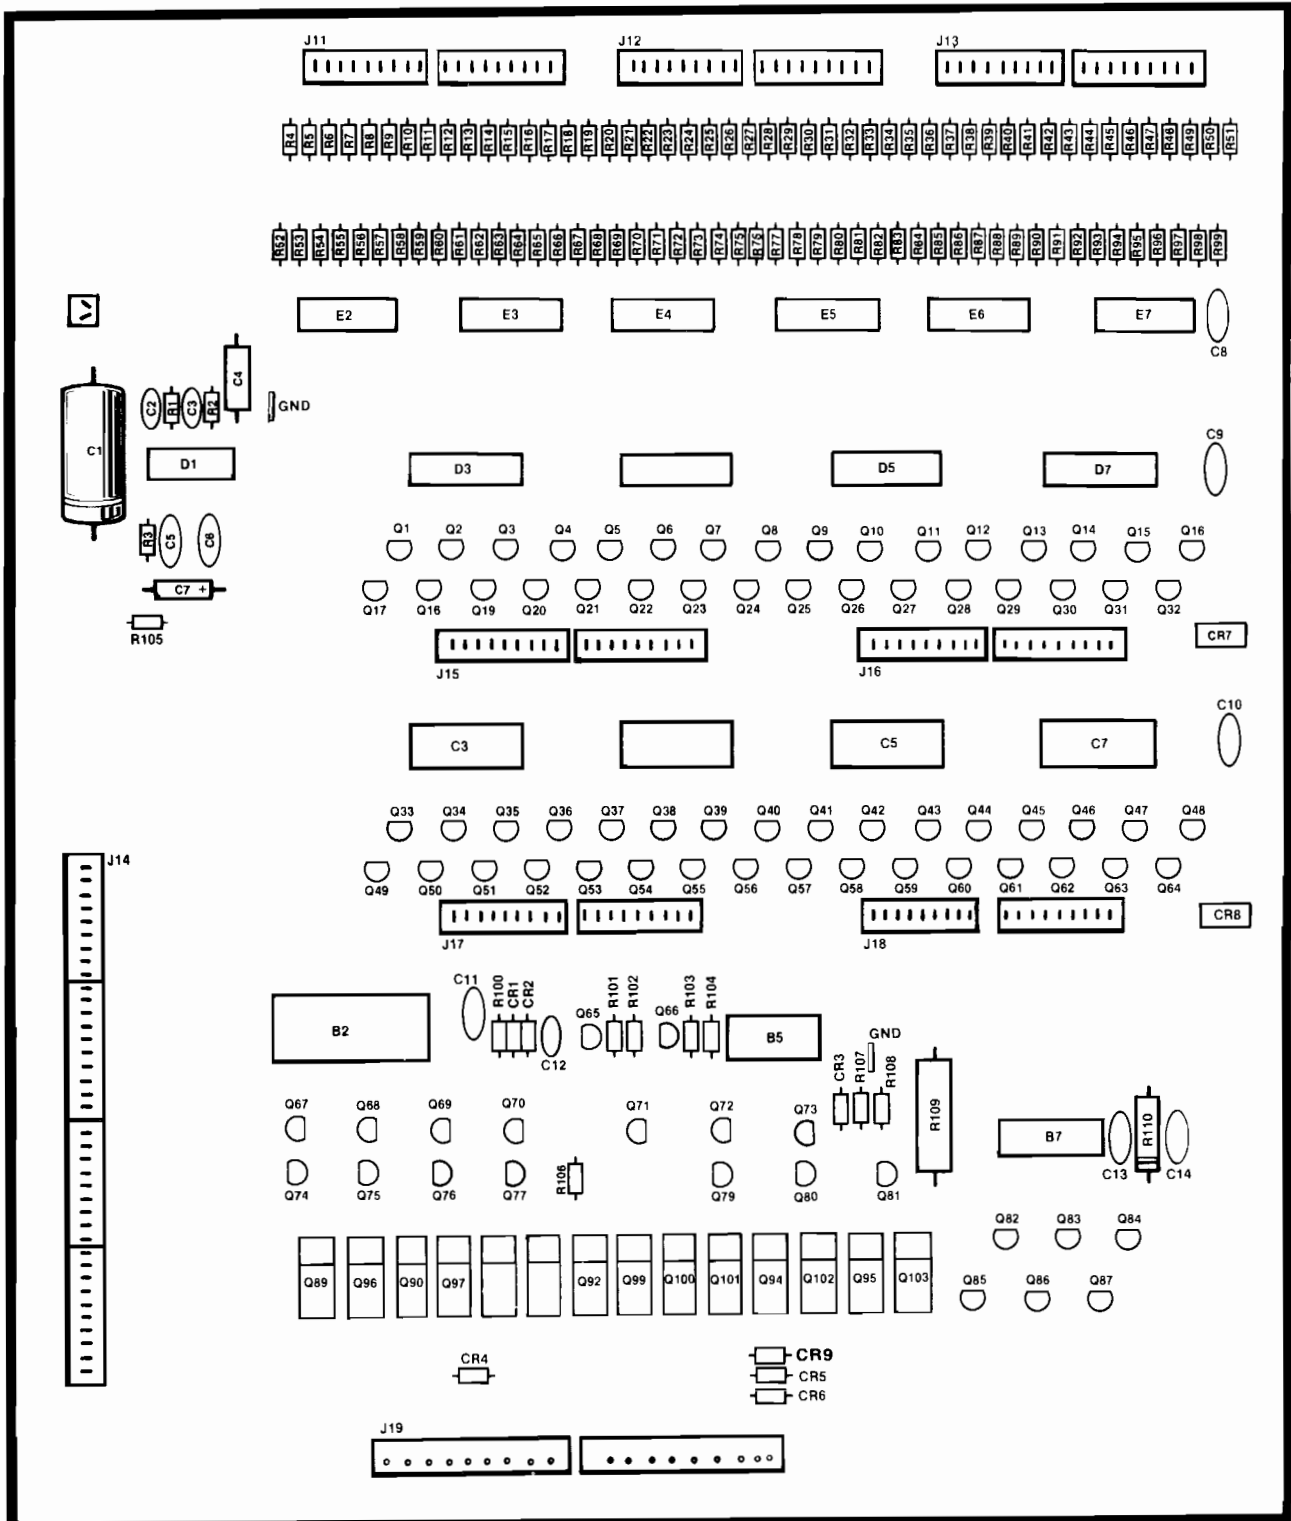 J11 J12 J13
R4 R5 R6 R7 R8 R9 R10 R11 R12 R13 R14 R15 R16 R17 R18 R19 R20 R21 R22 R23 R24 R25 R26 R27 R28 R29 R30 R31 R32 R33 R34 R35 R36 R37 R38 R39 R40 R41 R42 R43 R44 R45 R46 R47 R48 R49 R50 R51
R52 R53 R54 R55 R56 R57 R58 R59 R60 R61 R62 R63 R64 R65 R66 R67 R68 R69 R70 R71 R72 R73 R74 R75 R76 R77 R78 R79 R80 R81 R82 R83 R84 R85 R86 R87 R88 R89 R90 R91 R92 R93 R94 R95 R96 R97 R98 R99
E2 E3 E4 E5 E6 E7
C8
C4
C2 R1 C3 R2 GND
C1
D1 D3 D5 D7 C9
Q1 Q2 Q3 Q4 Q5 Q6 Q7 Q8 Q9 Q10 Q11 Q12 Q13 Q14 Q15 Q16
R3 C5 C6
C7 +
Q17 Q16 Q19 Q20 Q21 Q22 Q23 Q24 Q25 Q26 Q27 Q28 Q29 Q30 Q31 Q32
R105
CR7
J15 J16
C10
C3 C5 C7
Q33 Q34 Q35 Q36 Q37 Q38 Q39 Q40 Q41 Q42 Q43 Q44 Q45 Q46 Q47 Q48
J14
Q49 Q50 Q51 Q52 Q53 Q54 Q55 Q56 Q57 Q58 Q59 Q60 Q61 Q62 Q63 Q64
CR8
J17 J18
C11 R100 CR1 CR2 R101 R102 R103 R104
Q65 Q66
B2 B5 GND
C12
CR3 R107 R108
Q67 Q68 Q69 Q70 Q71 Q72 Q73
R109 B7 R110
C13 C14
R106
Q74 Q75 Q76 Q77 Q79 Q80 Q81
Q82 Q83 Q84
Q89 Q96 Q90 Q97 Q92 Q99 Q100 Q101 Q94 Q102 Q95 Q103
Q85 Q86 Q87
CR4 CR9
CR5
CR6
J19